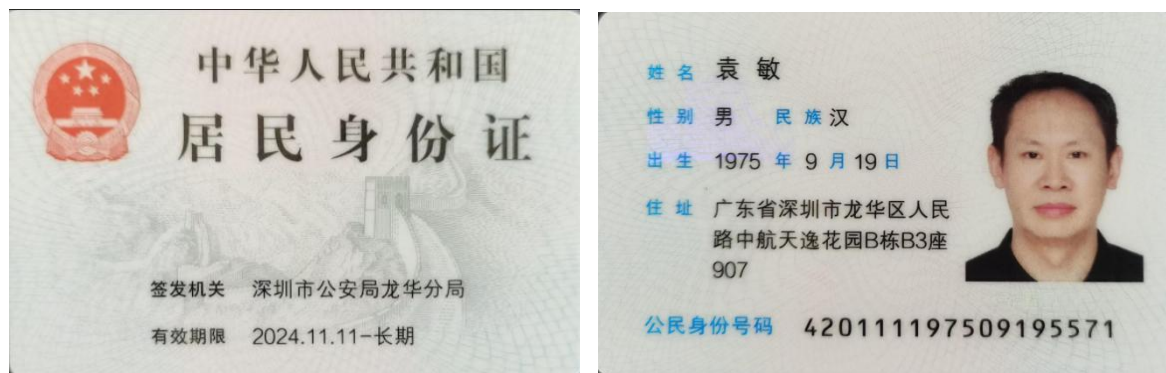 中华人民共和国
居民身份证
签发机关 深圳市公安局龙华分局
有效期限 2024.11.11-长期
姓名 袁敏
性别 男 民族 汉
出生 1975 年 9 月 19 日
住址 广东省深圳市龙华区人民
路中航天逸花园B栋B3座
907
公民身份号码 420111197509195571